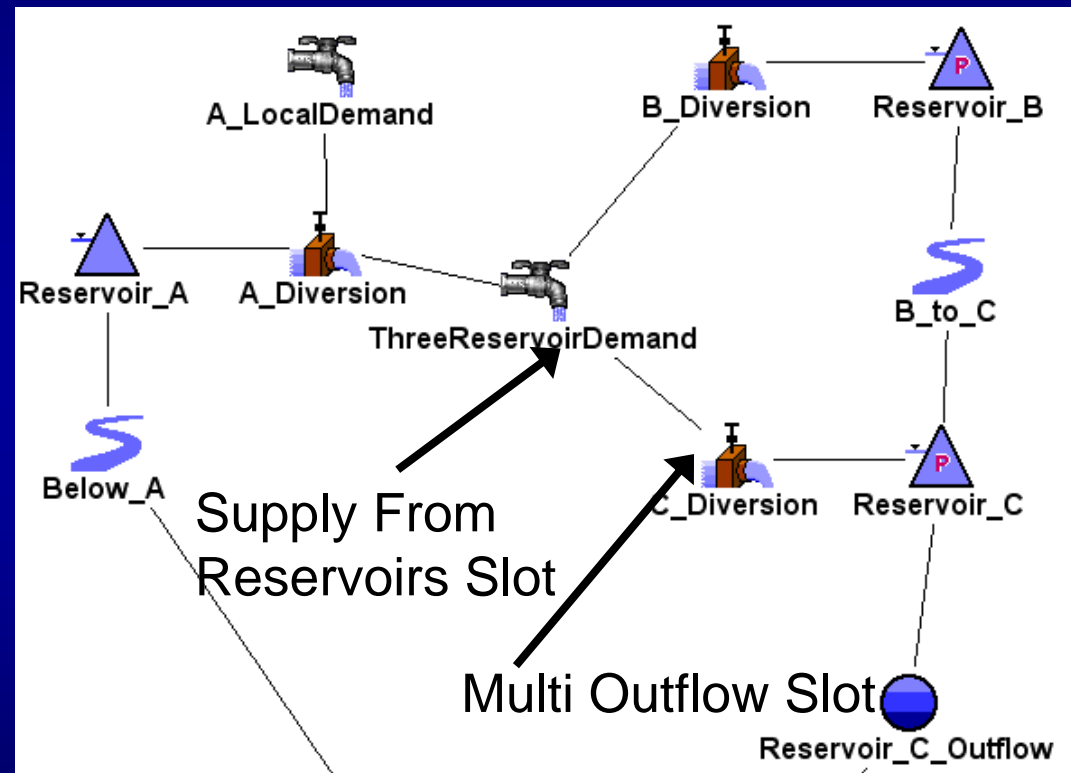 A_LocalDemand
B_Diversion
P
Reservoir_B
Reservoir_A
A_Diversion
B_to_C
ThreeReservoirDemand
Below_A
C_Diversion
P
Reservoir_C
Supply From
Reservoirs Slot
Multi Outflow Slot
Reservoir_C_Outflow